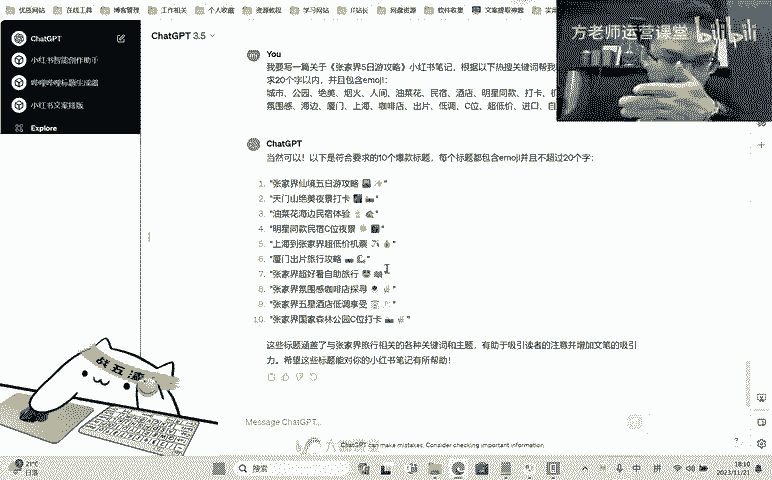 优质网站 在线工具 博客管理 工作相关 个人收藏 资源教程 学习网站 JT站长 网盘资源 软件收集 文案提取神器
ChatGPT
小红书智能创作助手
哔哩哔哩标题生成器
小红书文案排版
Explore
ChatGPT 3.5
方老师运营课堂 bilibili
You
我要写一篇关于《张家界5日游攻略》小红书笔记，根据以下热搜关键词帮我
求20个字以内，并且包含emoji：
城市、公园、绝美、烟火、人间、油菜花、民宿、酒店、明星同款、打卡、机
氛围感、海边、厦门、上海、咖啡店、出片、低调、C位、超低价、进口、自
ChatGPT
当然可以！以下是符合要求的10个爆款标题，每个标题都包含emoji并且不超过20个字：
1. "张家界仙境五日游攻略"
2. "天门山绝美夜景打卡"
3. "油菜花海边民宿体验"
4. "明星同款民宿C位夜景"
5. "上海到张家界超低价机票"
6. "厦门出片旅行攻略"
7. "张家界超好看自助旅行"
8. "张家界氛围感咖啡店探寻"
9. "张家界五星酒店低调享受"
10. "张家界国家森林公园C位打卡"
这些标题涵盖了与张家界旅行相关的各种关键词和主题，有助于吸引读者的注意并增加文笔的吸引
力。希望这些标题能对你的小红书笔记有所帮助！
战五渣
Message ChatGPT...
ChatGPT can make mistakes. Consider checking important information.
?
21°C
日落
搜索
中
拼
18:10
2023/11/21